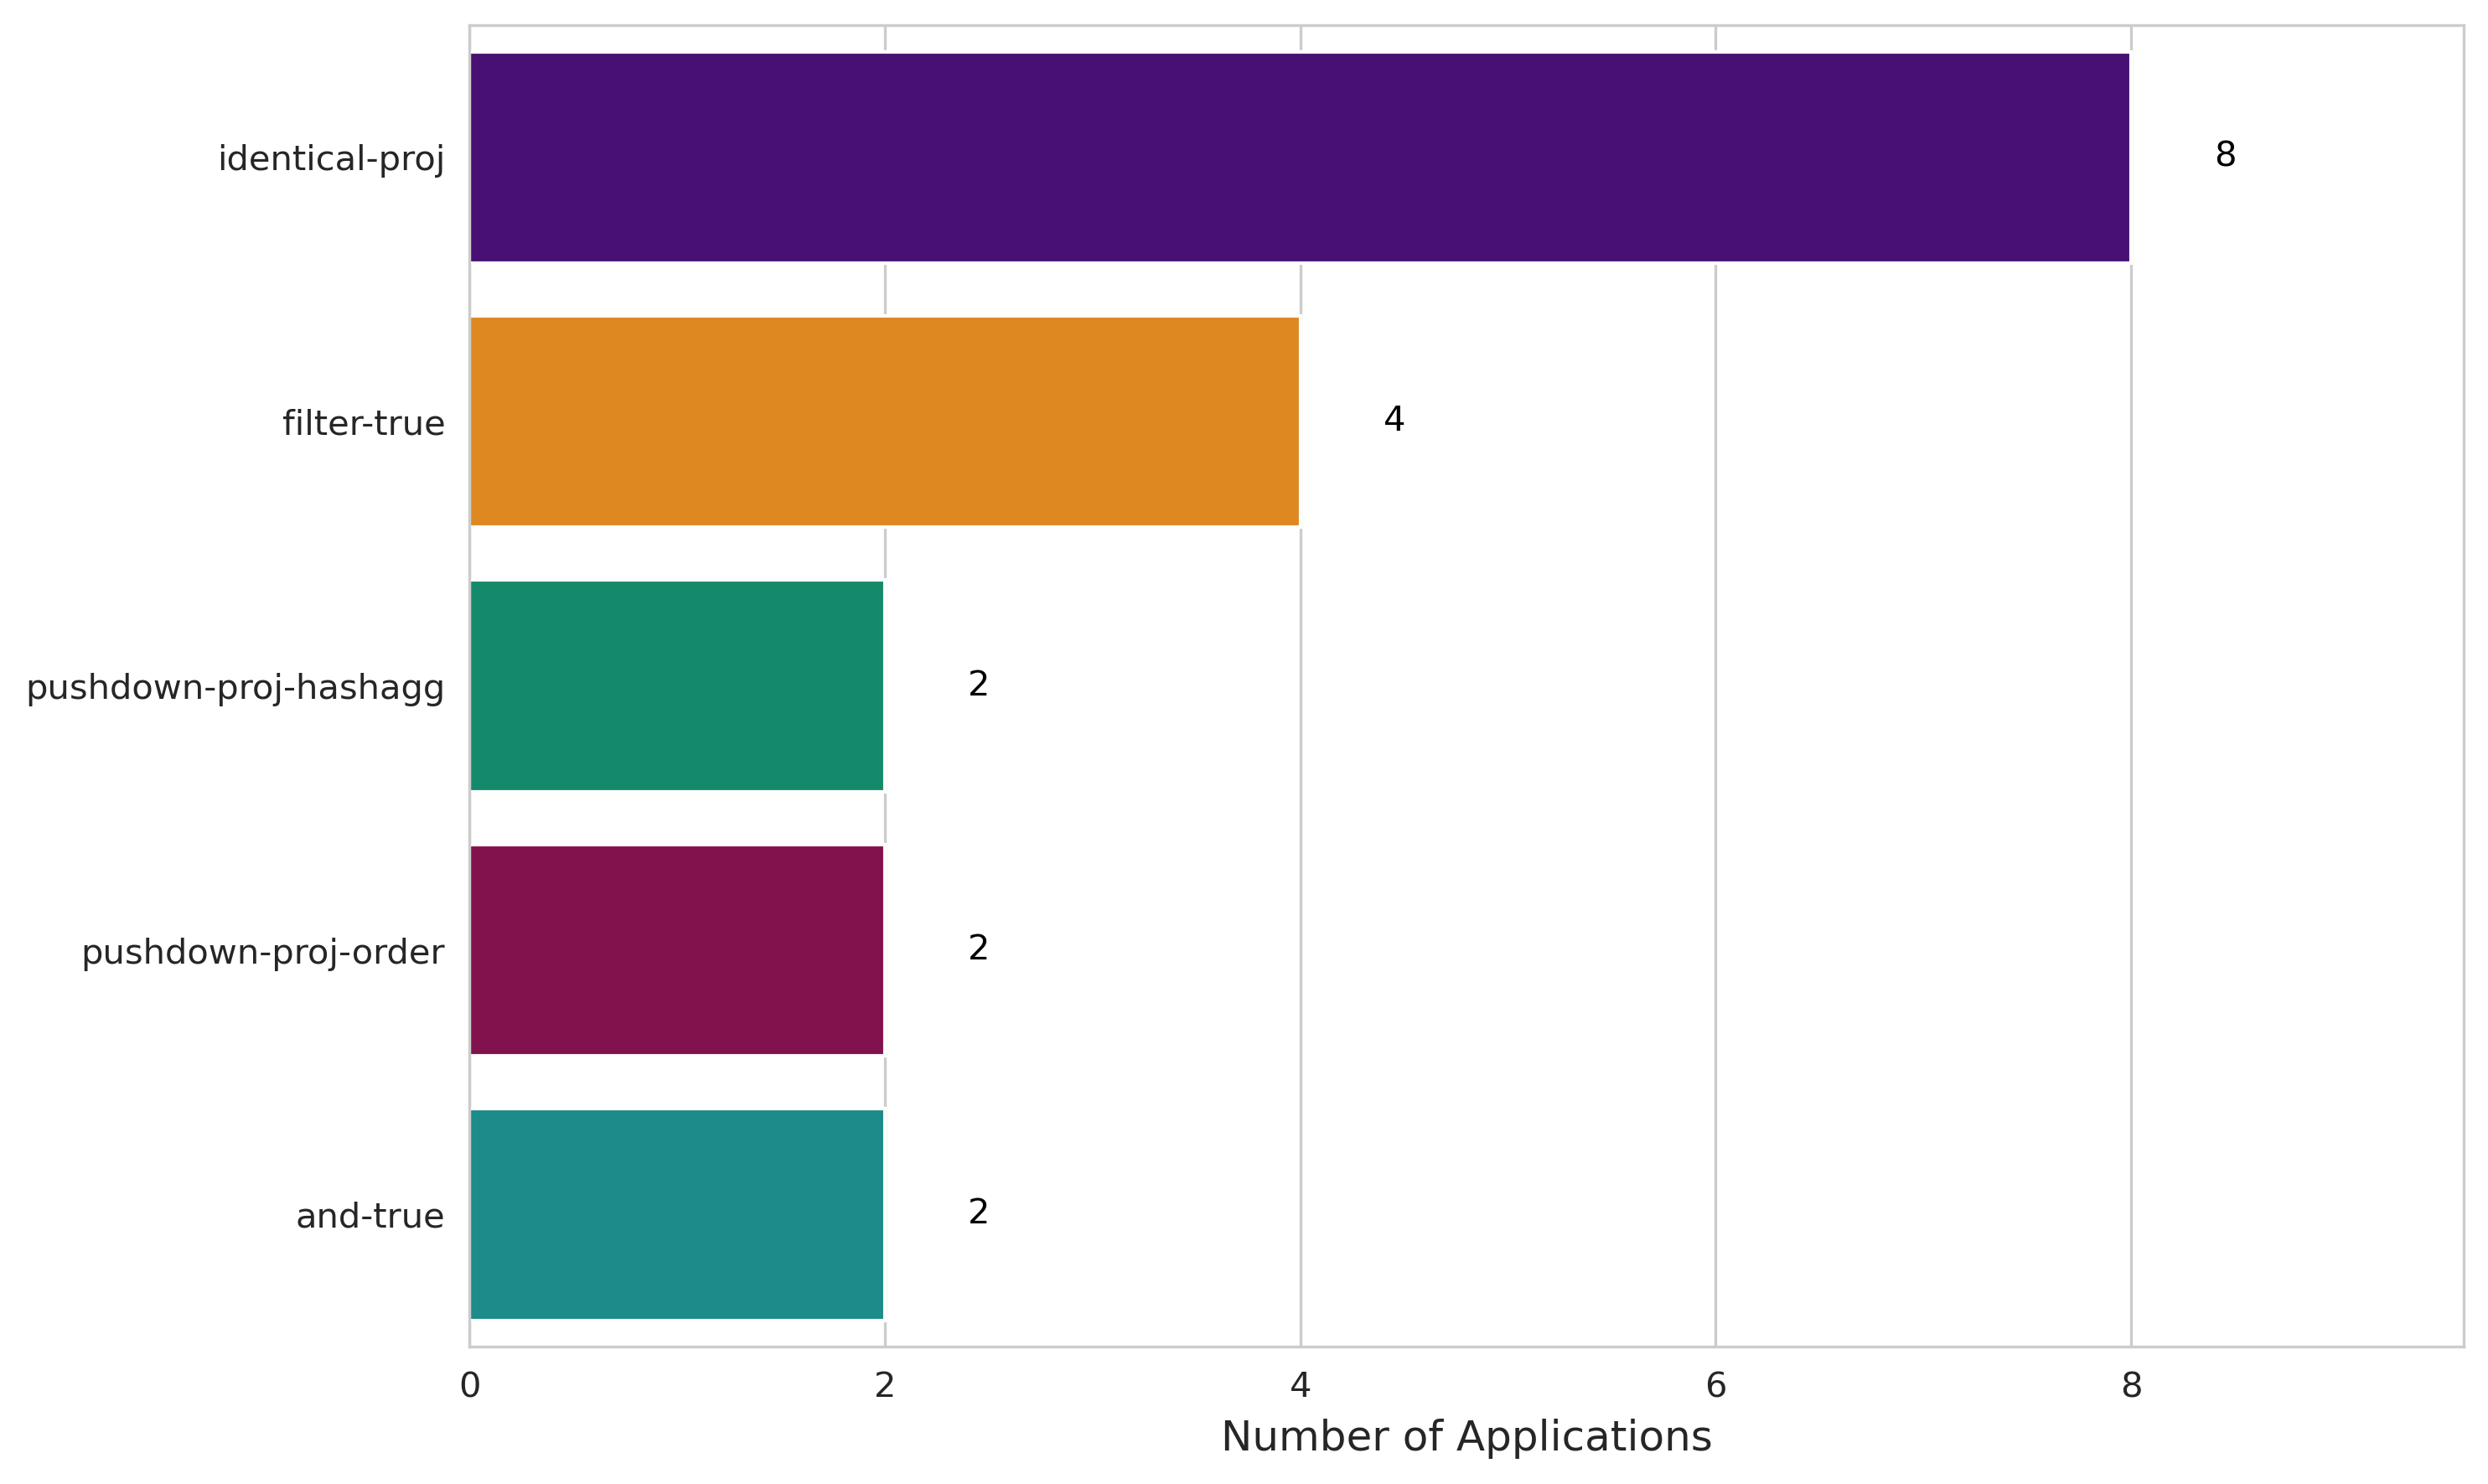 identical-proj
8
filter-true
4
pushdown-proj-hashagg
2
pushdown-proj-order
2
and-true
2
0 2 4 6 8
Number of Applications